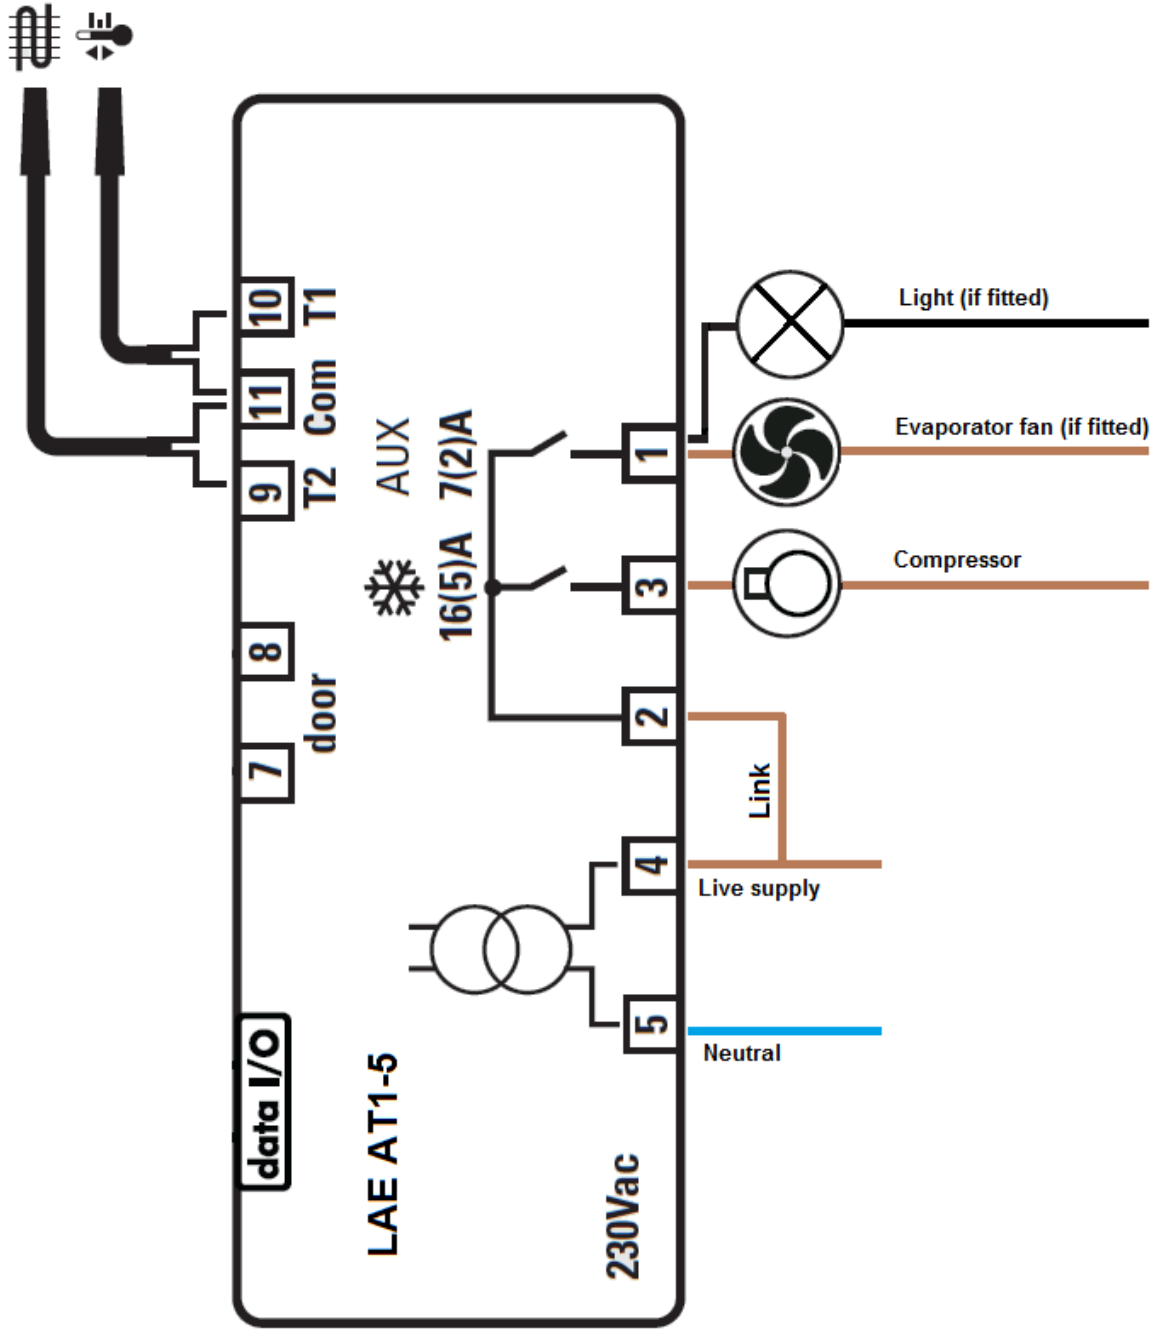 10
T1
11
Com
9
T2
8
door
7
data I/O
LAE AT1-5
AUX
7(2)A
16(5)A
1
3
2
4
5
230Vac
Light (if fitted)
Evaporator fan (if fitted)
Compressor
Link
Live supply
Neutral